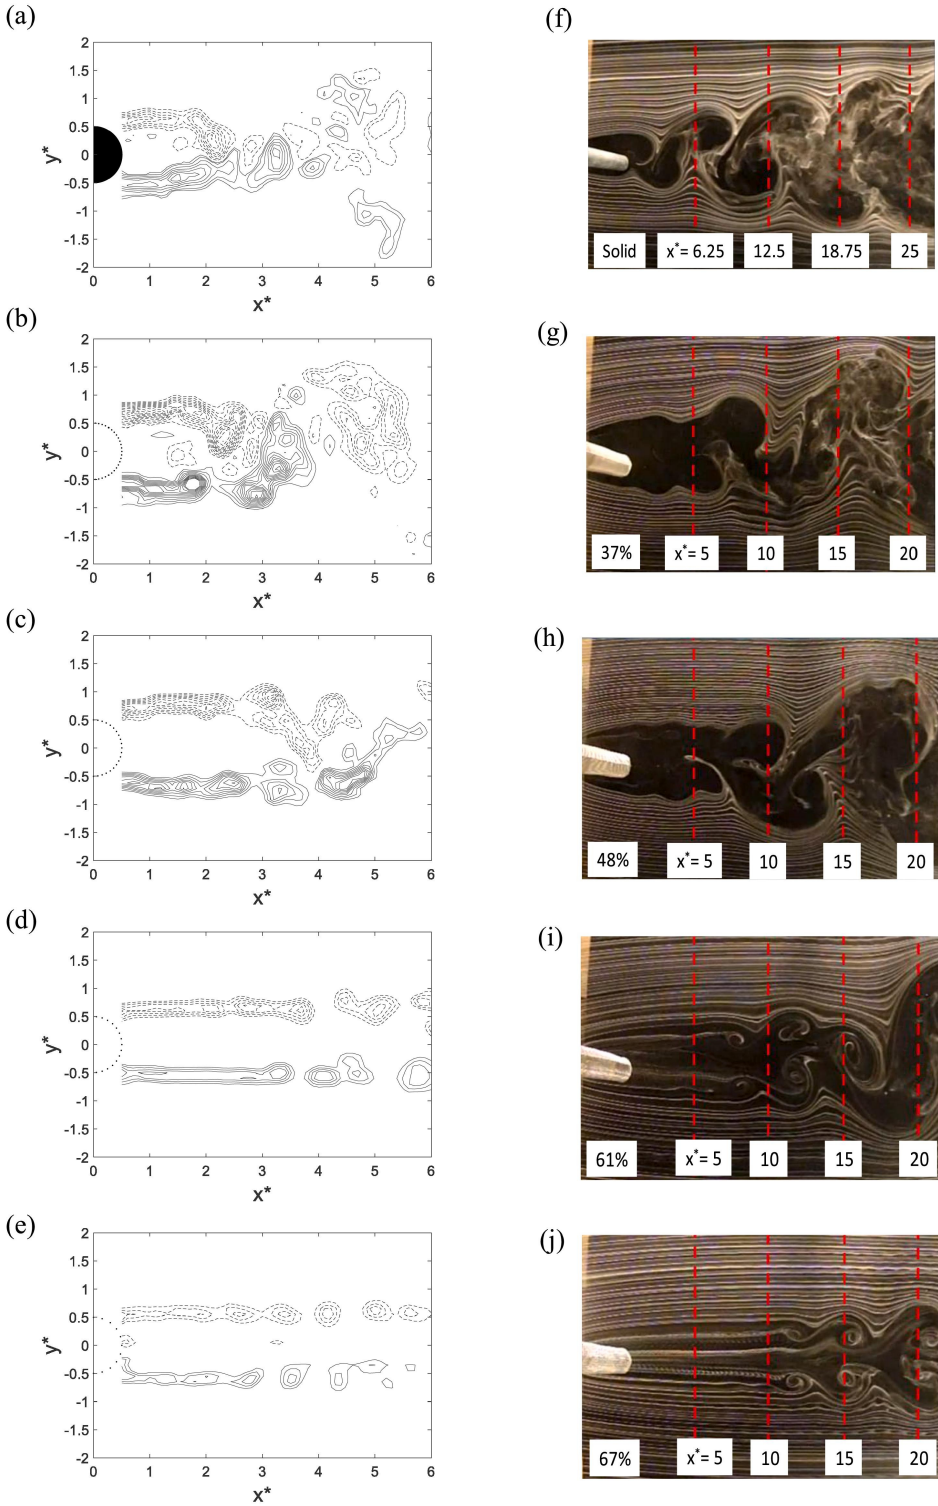 (a)
2
1.5
1
0.5
0
-0.5
-1
-1.5
-2
y*
0 1 2 3 4 5 6
x*
(f)
Solid x*= 6.25 12.5 18.75 25
(b)
2
1.5
1
0.5
0
-0.5
-1
-1.5
-2
y*
0 1 2 3 4 5 6
x*
(g)
37% x*= 5 10 15 20
(c)
2
1.5
1
0.5
0
-0.5
-1
-1.5
-2
y*
0 1 2 3 4 5 6
x*
(h)
48% x*= 5 10 15 20
(d)
2
1.5
1
0.5
0
-0.5
-1
-1.5
-2
y*
0 1 2 3 4 5 6
x*
(i)
61% x*= 5 10 15 20
(e)
2
1.5
1
0.5
0
-0.5
-1
-1.5
-2
y*
0 1 2 3 4 5 6
x*
(j)
67% x*= 5 10 15 20